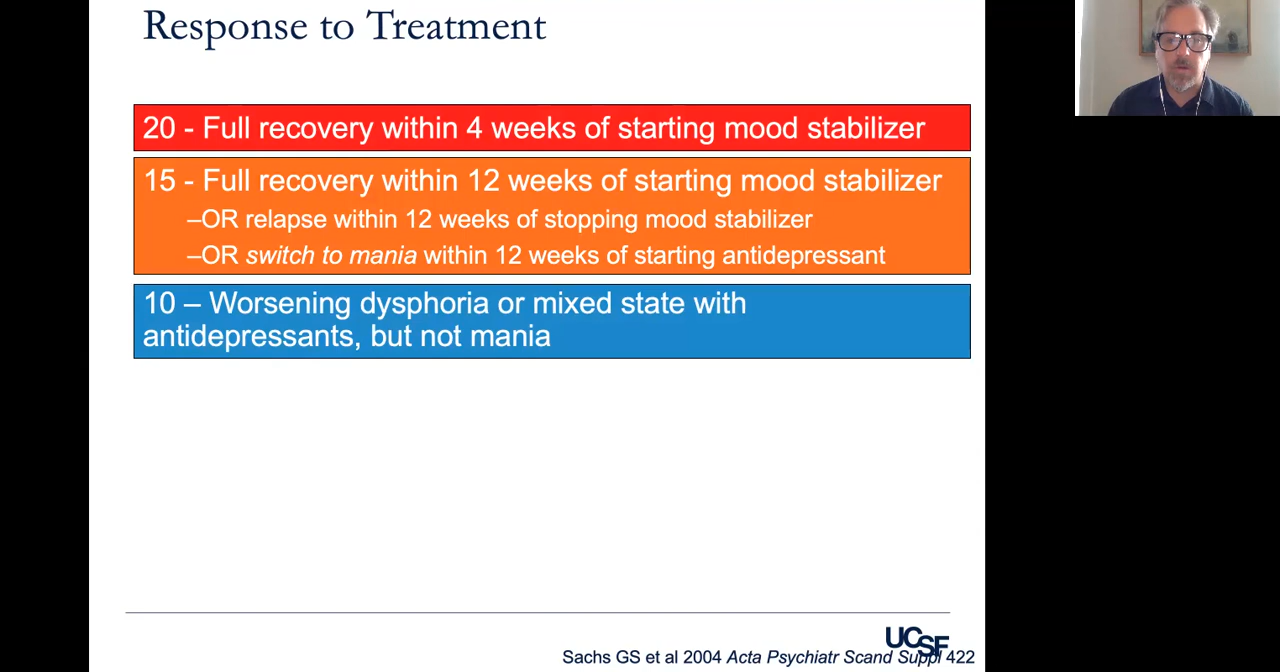 Response to Treatment
20 - Full recovery within 4 weeks of starting mood stabilizer
15 - Full recovery within 12 weeks of starting mood stabilizer
–OR relapse within 12 weeks of stopping mood stabilizer
–OR switch to mania within 12 weeks of starting antidepressant
10 – Worsening dysphoria or mixed state with
antidepressants, but not mania
UCSF
Sachs GS et al 2004 Acta Psychiatr Scand Suppl 422